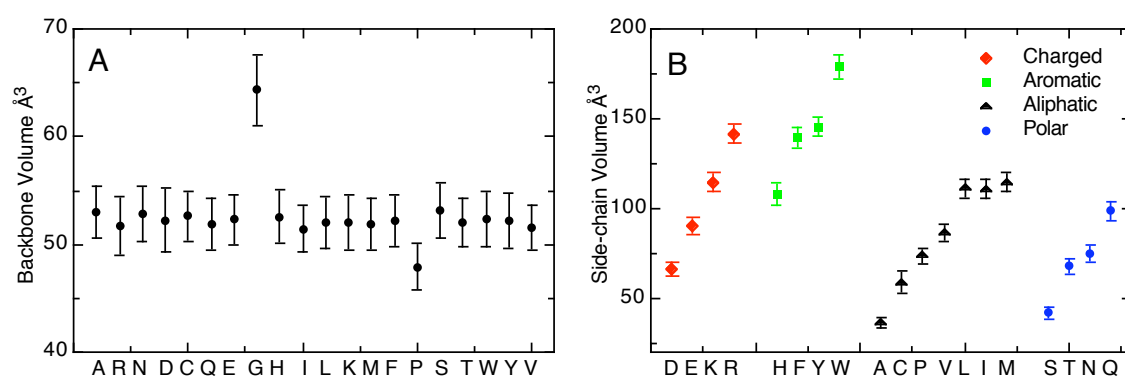 70
60
50
40
Backbone Volume Å³
A
A R N D C Q E G H I L K M F P S T W Y V
200
150
100
50
Side-chain Volume Å³
B
Charged
Aromatic
Aliphatic
Polar
D E K R H F Y W A C P V L I M S T N Q